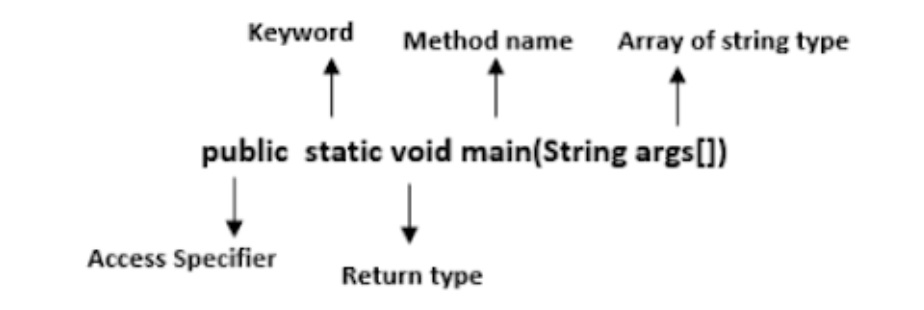 Keyword
Method name
Array of string type
public static void main(String args[])
Access Specifier
Return type